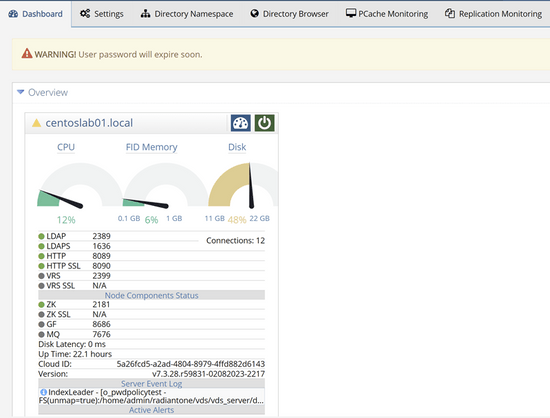 Dashboard Settings Directory Namespace Directory Browser PCache Monitoring Replication Monitoring
WARNING! User password will expire soon.
Overview
centoslab01.local
CPU FID Memory Disk
12% 0.1 GB 6% 1 GB 11 GB 48% 22 GB
LDAP 2389
Connections: 12
LDAPS 1636
HTTP 8089
HTTP SSL 8090
VRS 2399
VRS SSL N/A
Node Components Status
ZK 2181
ZK SSL N/A
GF 8686
MQ 7676
Disk Latency: 0 ms
Up Time: 22.1 hours
Cloud ID: 5a26fcd5-a2ad-4804-8979-4ffd882d6143
Version: v7.3.28.r59831-02082023-2217
Server Event Log
IndexLeader - [o_pwdpolicytest -
FS(unmap=true):/home/admin/radiantone/vds/vds_server/d...
Active Alerts